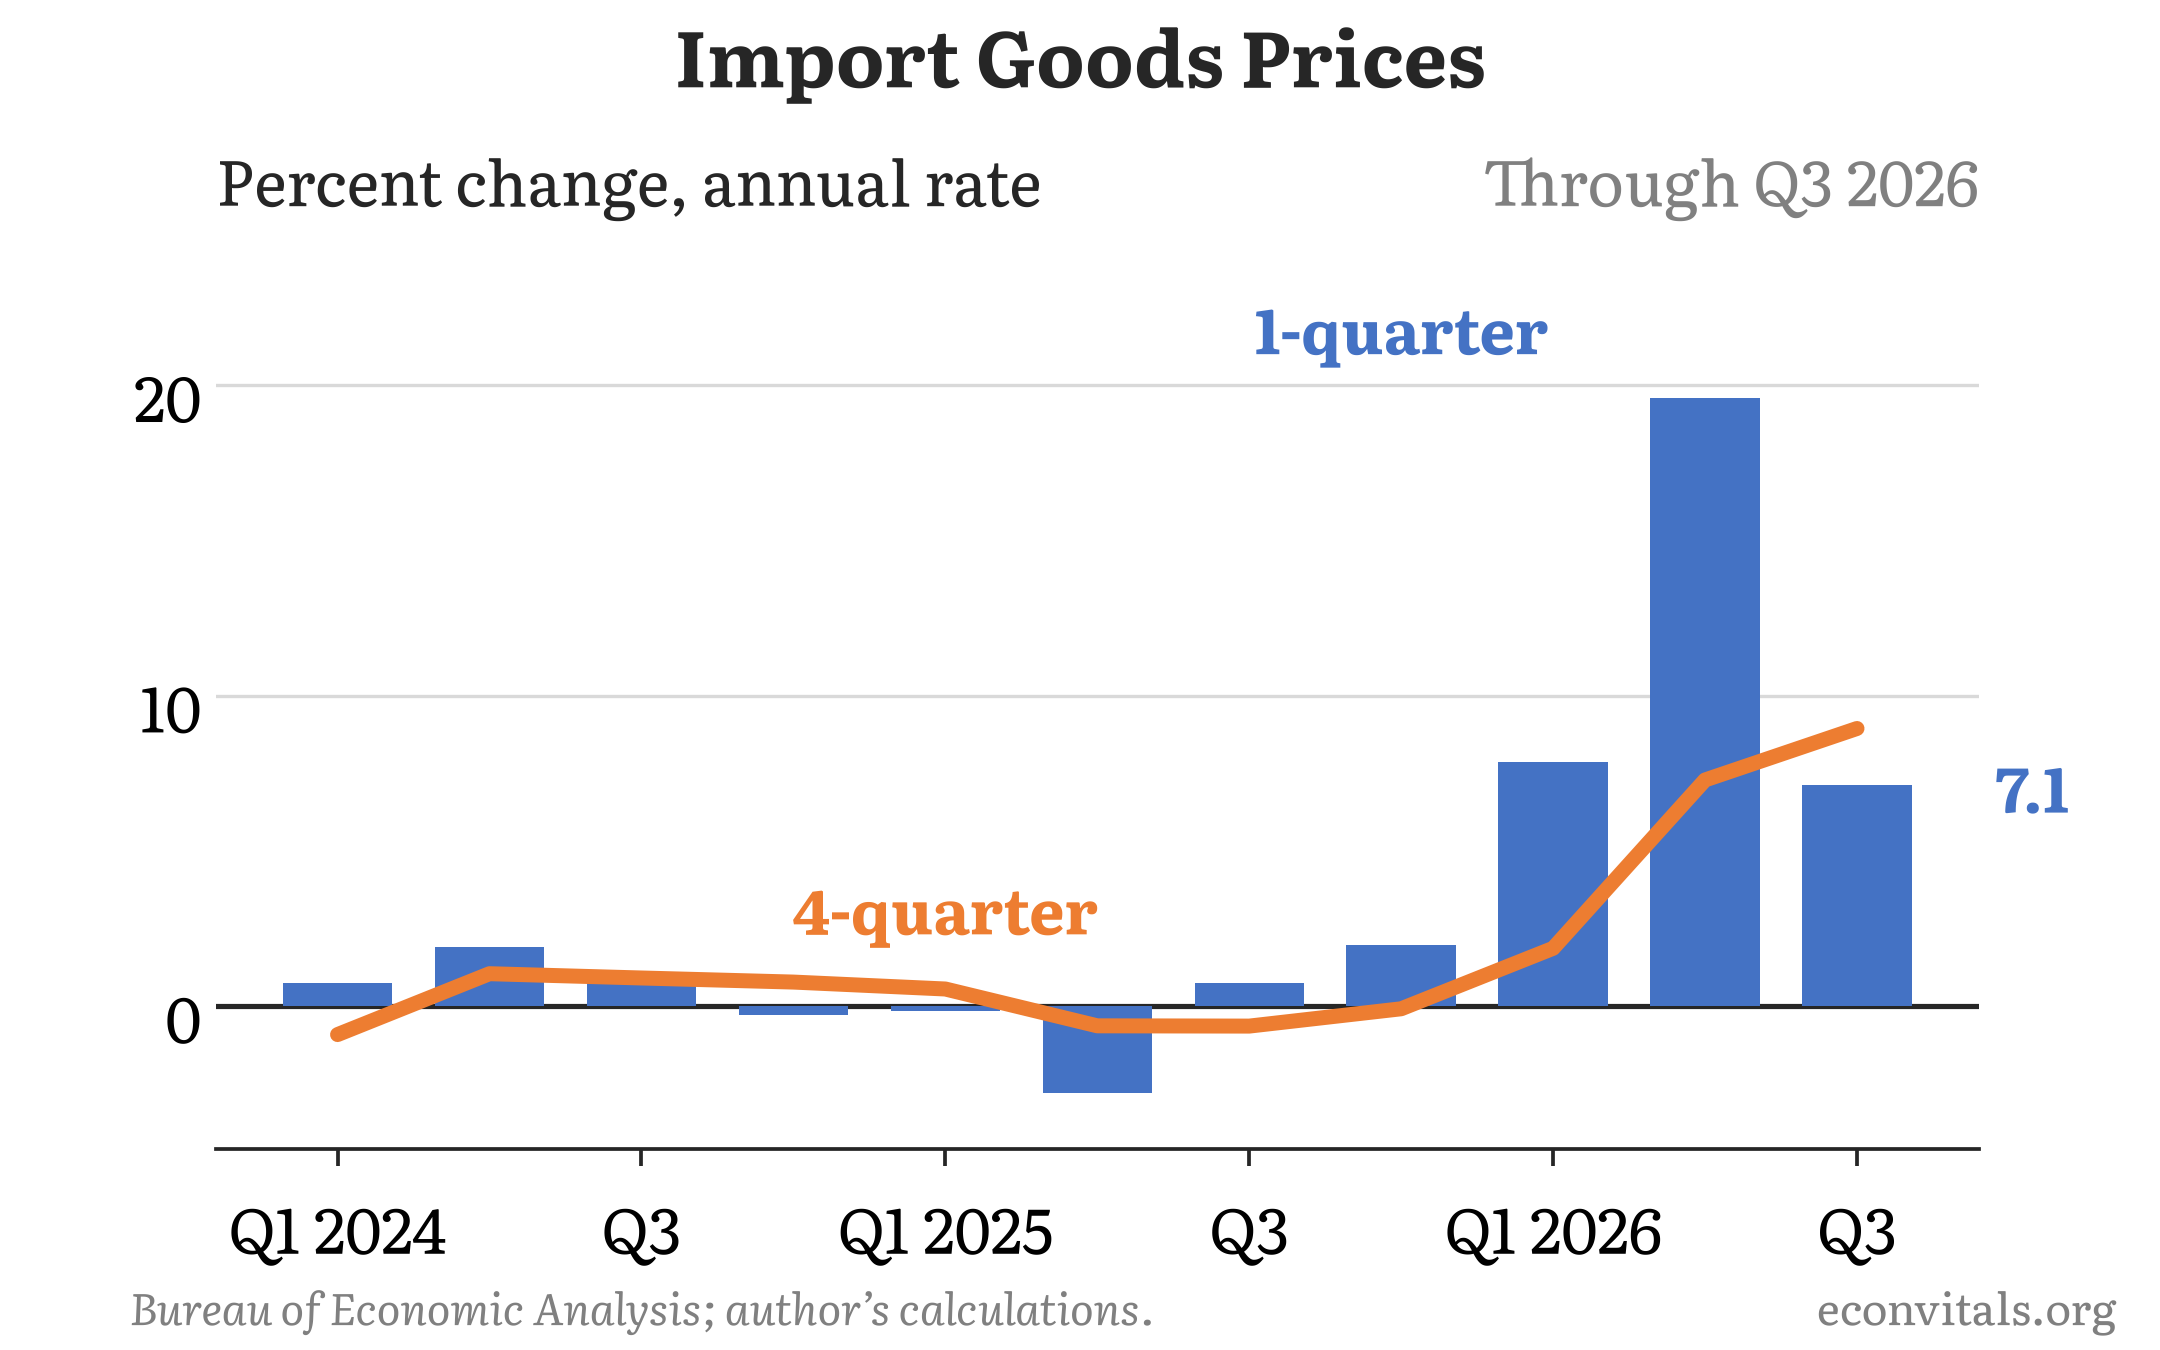 Import Goods Prices
Percent change, annual rate
Through Q3 2026
1-quarter
20
10
7.1
4-quarter
0
Q1 2024
Q3
Q1 2025
Q3
Q1 2026
Q3
Bureau of Economic Analysis; author’s calculations.
econvitals.org